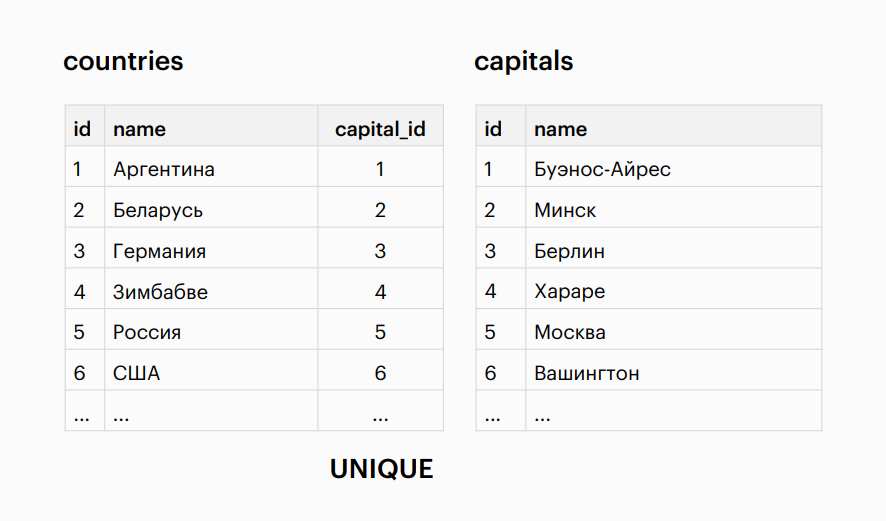 countries
id name capital_id
1 Аргентина 1
2 Беларусь 2
3 Германия 3
4 Зимбабве 4
5 Россия 5
6 США 6
... ... ...
UNIQUE
capitals
id name
1 Буэнос-Айрес
2 Минск
3 Берлин
4 Хараре
5 Москва
6 Вашингтон
... ...